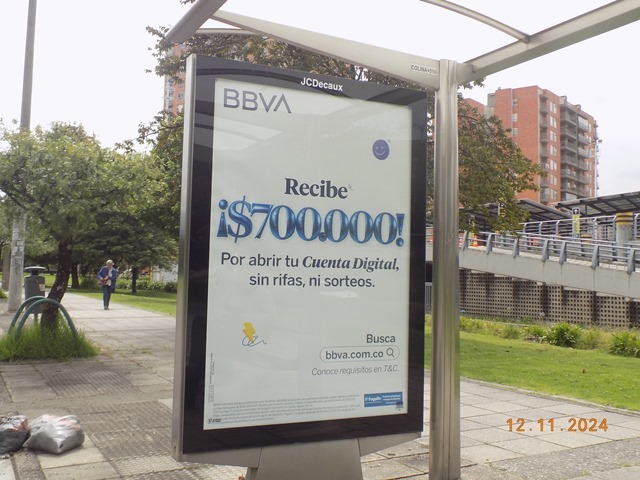 JCDecaux
BBVA
Recibe
¡$700.000!
Por abrir tu Cuenta Digital,
sin rifas, ni sorteos.
Busca
bbva.com.co
Conoce requisitos en T&C.
12.11.2024